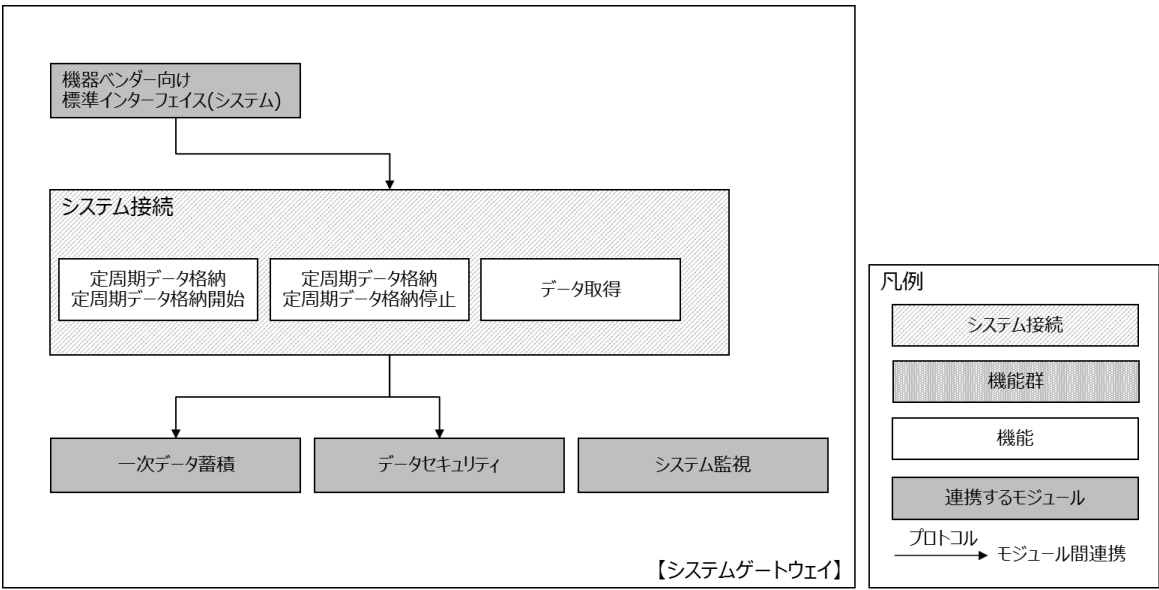 機器ベンダー向け
標準インターフェイス(システム)
システム接続
定周期データ格納
定周期データ格納開始
定周期データ格納
定周期データ格納停止
データ取得
一次データ蓄積
データセキュリティ
システム監視
【システムゲートウェイ】
凡例
システム接続
機能群
機能
連携するモジュール
プロトコル
モジュール間連携